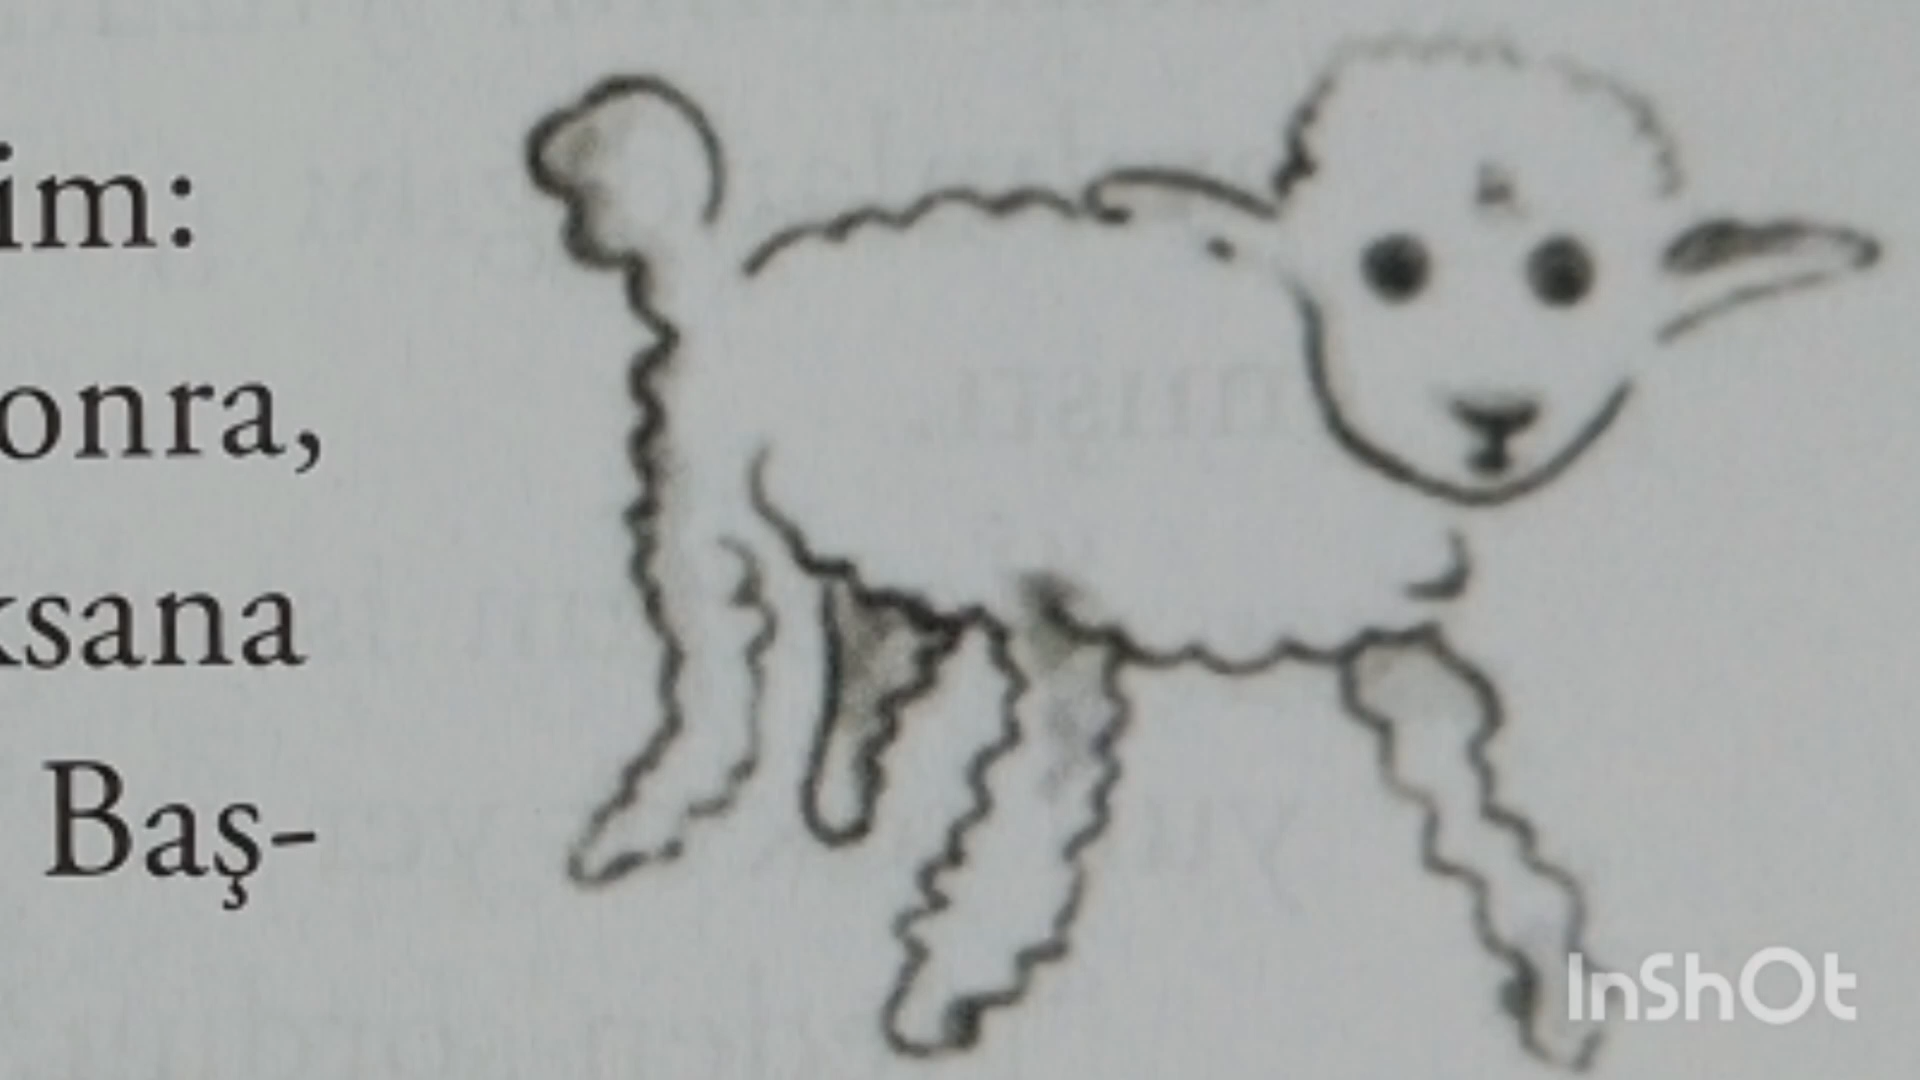 im:
onra,
ksana
Baş-
InShOt